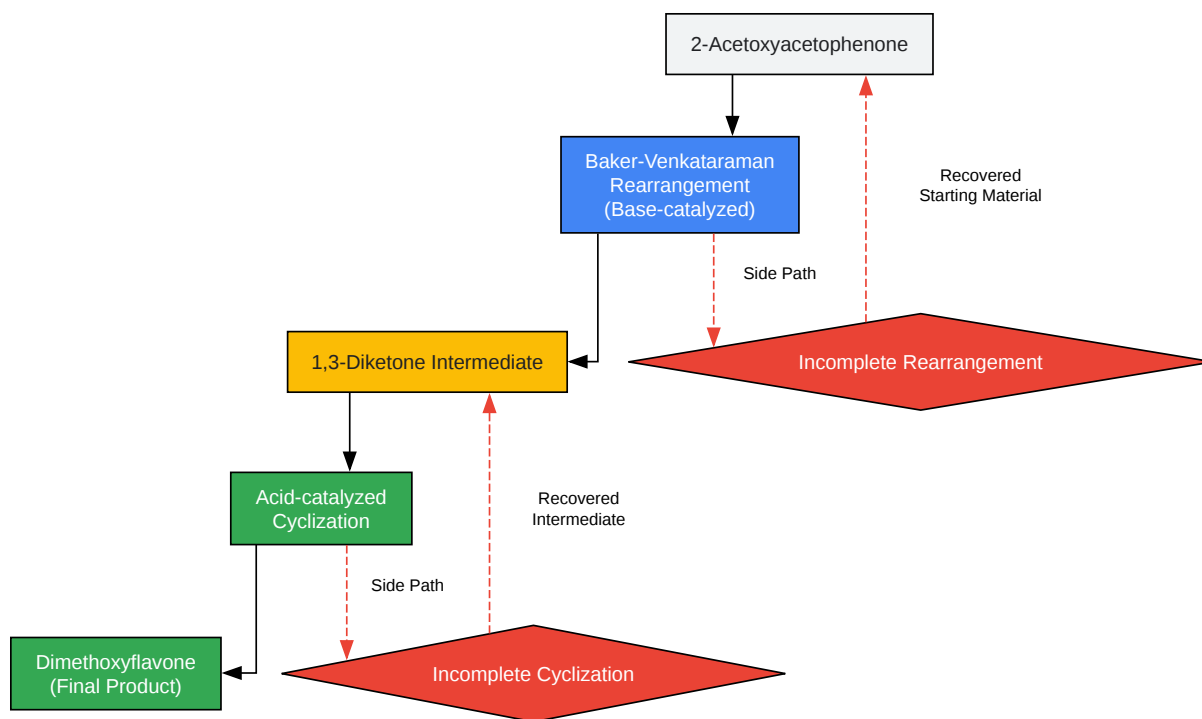 2-Acetoxyacetophenone
Baker-Venkataraman
Rearrangement
(Base-catalyzed)
Recovered
Starting Material
Side Path
1,3-Diketone Intermediate
Incomplete Rearrangement
Acid-catalyzed
Cyclization
Recovered
Intermediate
Side Path
Dimethoxyflavone
(Final Product)
Incomplete Cyclization